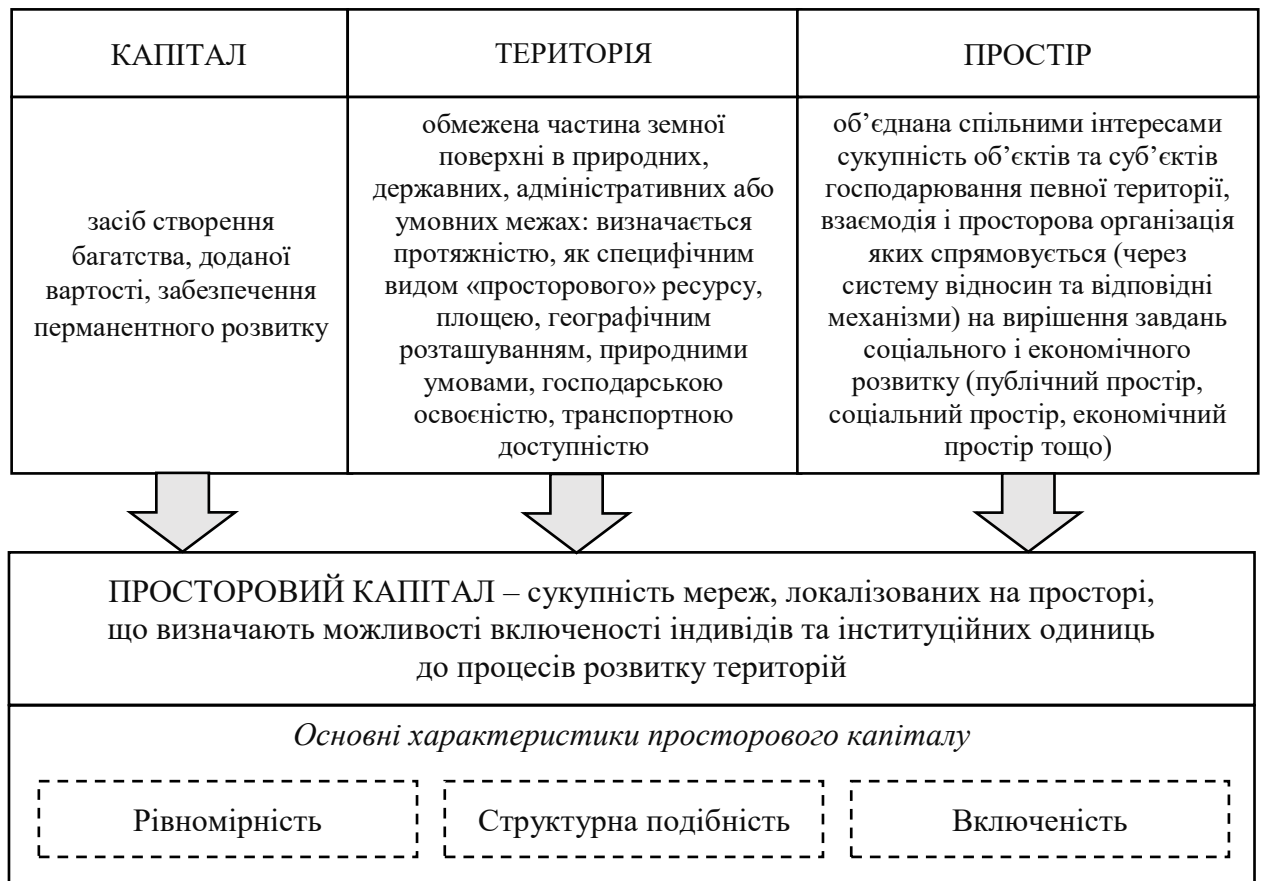 КАПІТАЛ
ТЕРИТОРІЯ
ПРОСТІР
засіб створення
багатства, доданої
вартості, забезпечення
перманентного розвитку
обмежена частина земної
поверхні в природних,
державних, адміністративних або
умовних межах: визначається
протяжністю, як специфічним
видом «просторового» ресурсу,
площею, географічним
розташуванням, природними
умовами, господарською
освоєністю, транспортною
доступністю
об’єднана спільними інтересами
сукупність об’єктів та суб’єктів
господарювання певної території,
взаємодія і просторова організація
яких спрямовується (через
систему відносин та відповідні
механізми) на вирішення завдань
соціального і економічного
розвитку (публічний простір,
соціальний простір, економічний
простір тощо)
ПРОСТОРОВИЙ КАПІТАЛ – сукупність мереж, локалізованих на просторі,
що визначають можливості включеності індивідів та інституційних одиниць
до процесів розвитку територій
Основні характеристики просторового капіталу
Рівномірність
Структурна подібність
Включеність